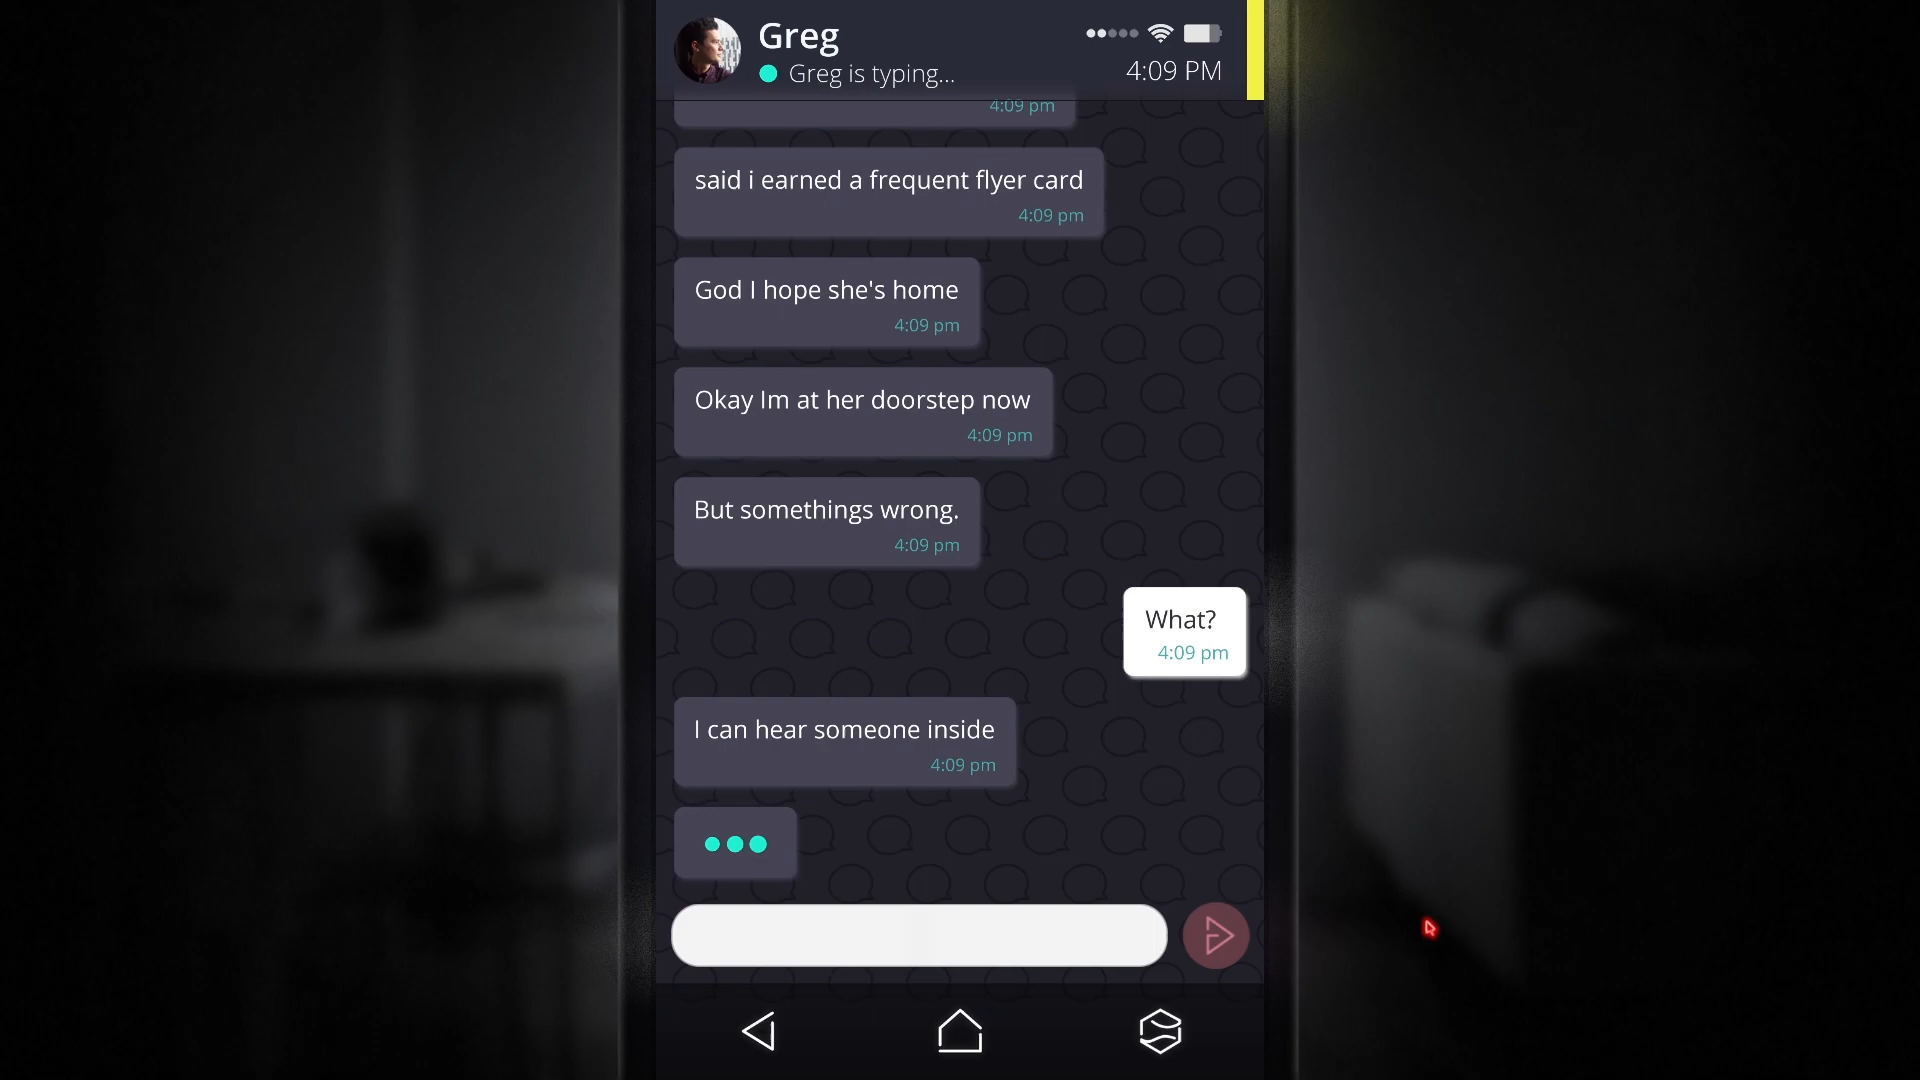 Greg
Greg is typing...
4:09 PM
4:09 pm
said i earned a frequent flyer card
4:09 pm
God I hope she's home
4:09 pm
Okay Im at her doorstep now
4:09 pm
But somethings wrong.
4:09 pm
What?
4:09 pm
I can hear someone inside
4:09 pm